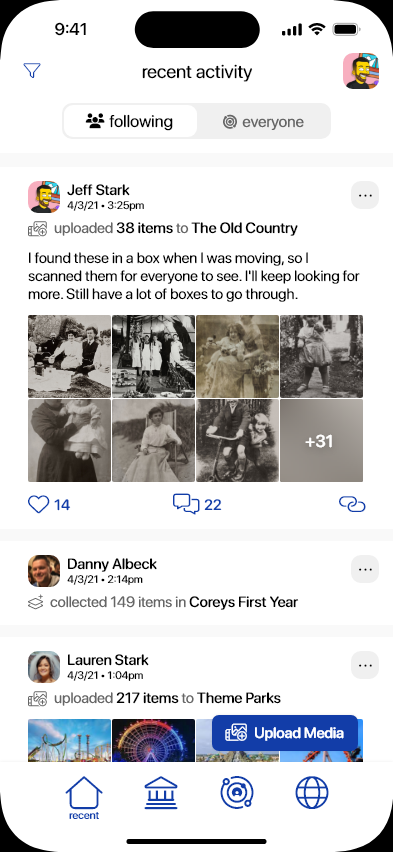 9:41
recent activity
following
everyone
Jeff Stark
4/3/21 • 3:25pm
uploaded 38 items to The Old Country
I found these in a box when I was moving, so I
scanned them for everyone to see. I'll keep looking for
more. Still have a lot of boxes to go through.
+31
14
22
Danny Albeck
4/3/21 • 2:14pm
collected 149 items in Coreys First Year
Lauren Stark
4/3/21 • 1:04pm
uploaded 217 items to Theme Parks
Upload Media
recent